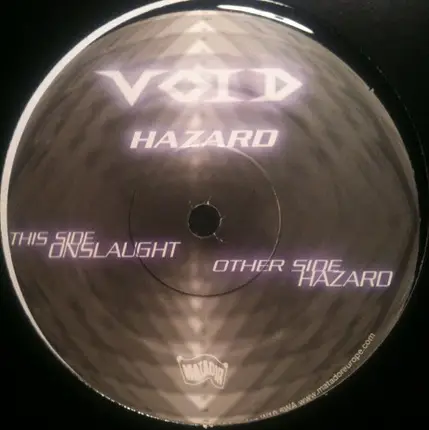 VOID
HAZARD
THIS SIDE
ONSLAUGHT
OTHER SIDE
HAZARD
MATADOR
www.matadoreurope.com